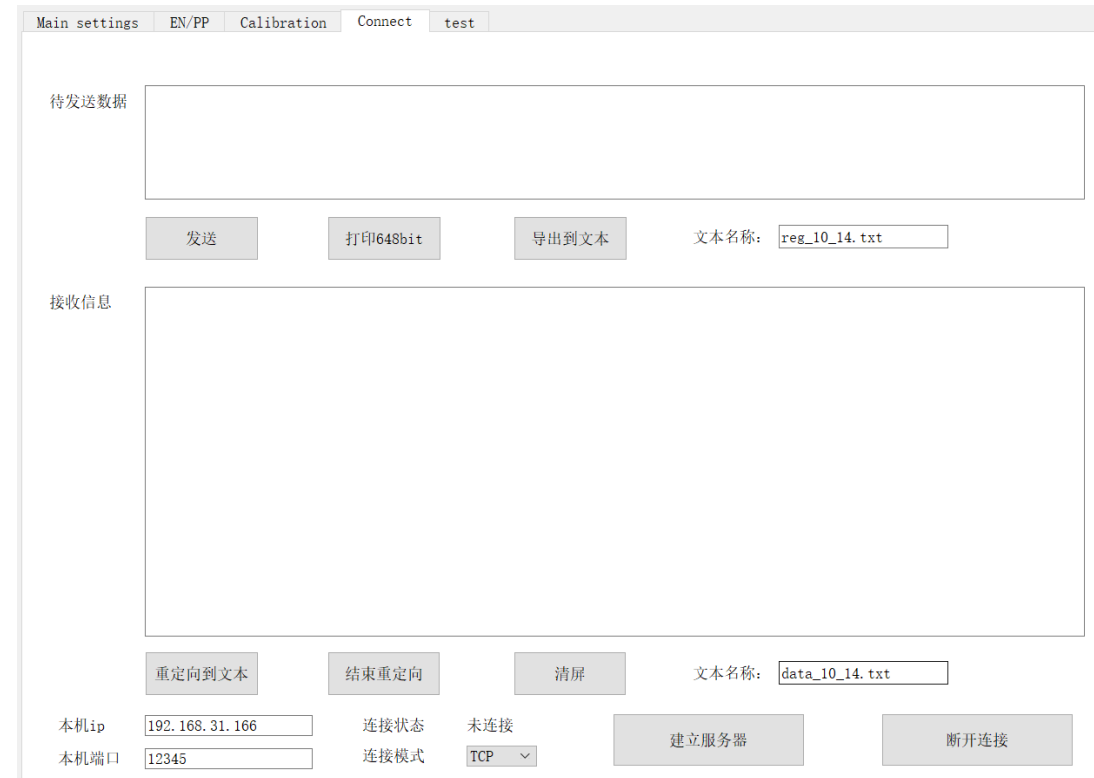 Main settings EN/PP Calibration Connect test
待发送数据
发送 打印648bit 导出到文本 文本名称: reg_10_14.txt
接收信息
重定向到文本 结束重定向 清屏 文本名称: data_10_14.txt
本机ip 192.168.31.166 连接状态 未连接 建立服务器 断开连接
本机端口 12345 连接模式 TCP